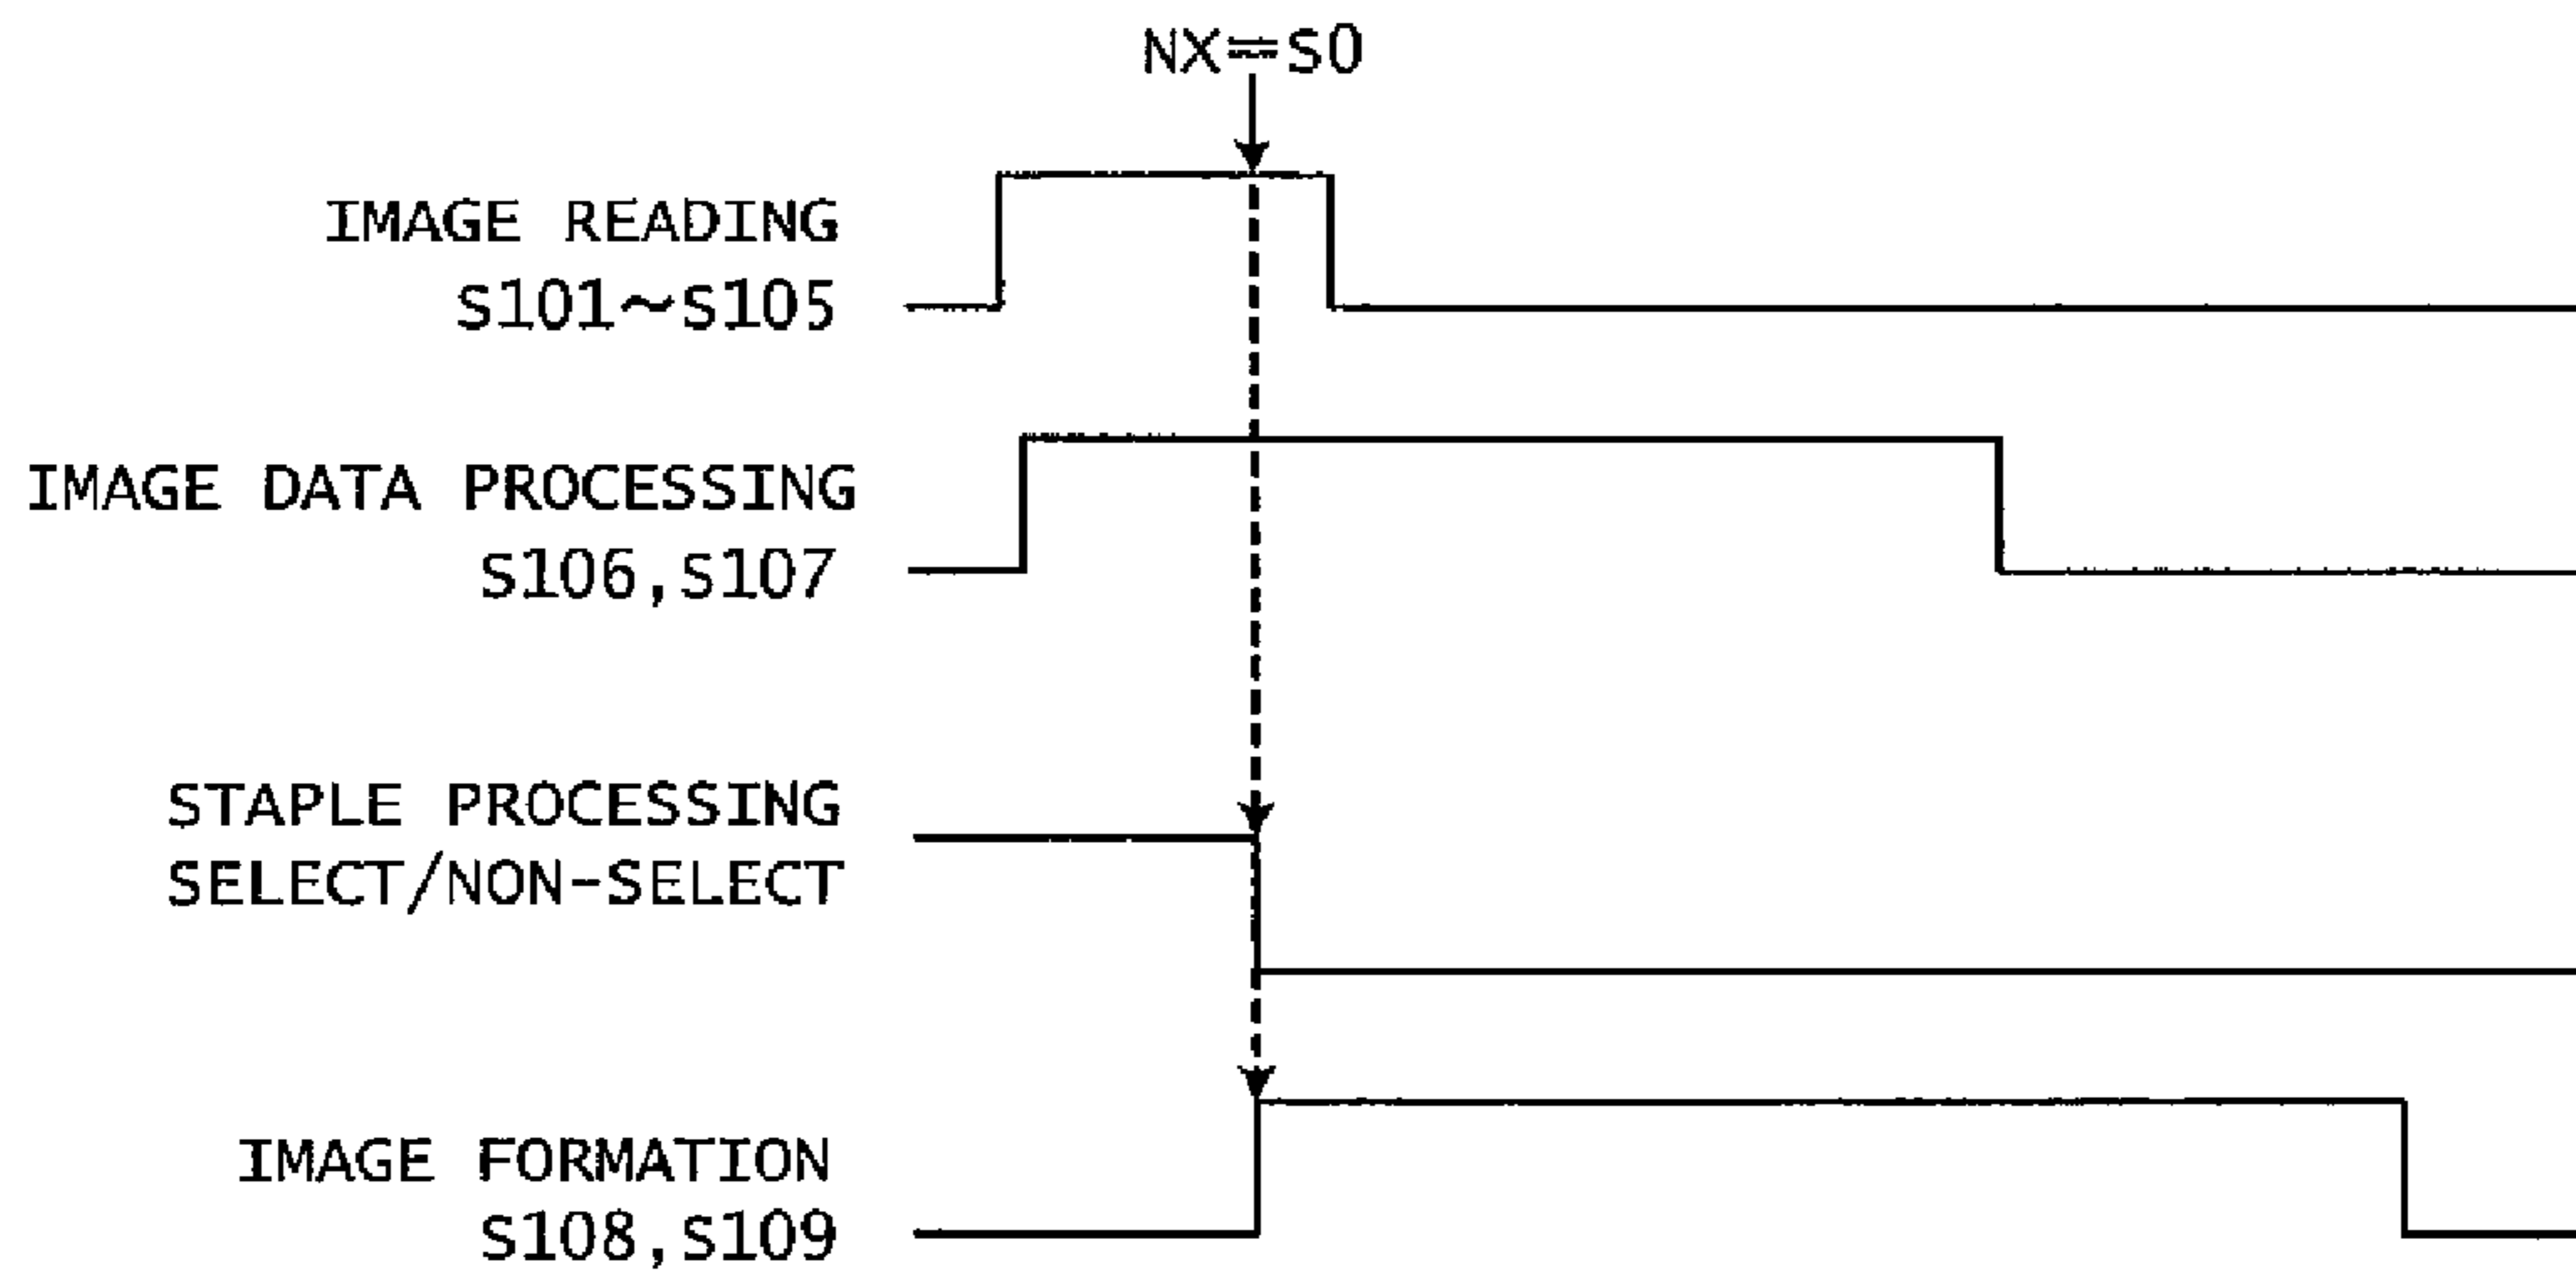 NX=S0
IMAGE READING
S101~S105
IMAGE DATA PROCESSING
S106,S107
STAPLE PROCESSING
SELECT/NON-SELECT
IMAGE FORMATION
S108,S109